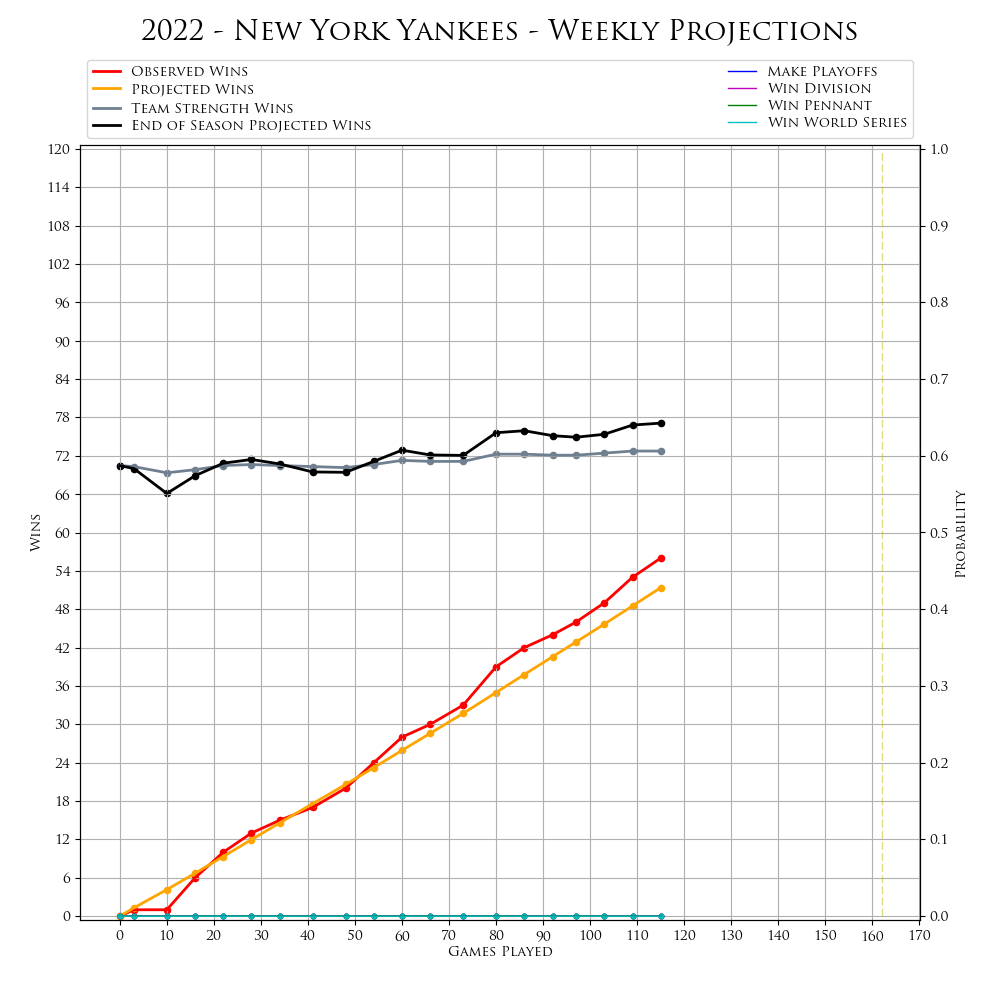 2022 - New York Yankees - Weekly Projections
Observed Wins
Projected Wins
Team Strength Wins
End of Season Projected Wins
Make Playoffs
Win Division
Win Pennant
Win World Series
120
114
108
102
96
90
84
78
72
66
60
54
48
42
36
30
24
18
12
6
0
Wins
1.0
0.9
0.8
0.7
0.6
0.5
0.4
0.3
0.2
0.1
0.0
Probability
0 10 20 30 40 50 60 70 80 90 100 110 120 130 140 150 160 170
Games Played